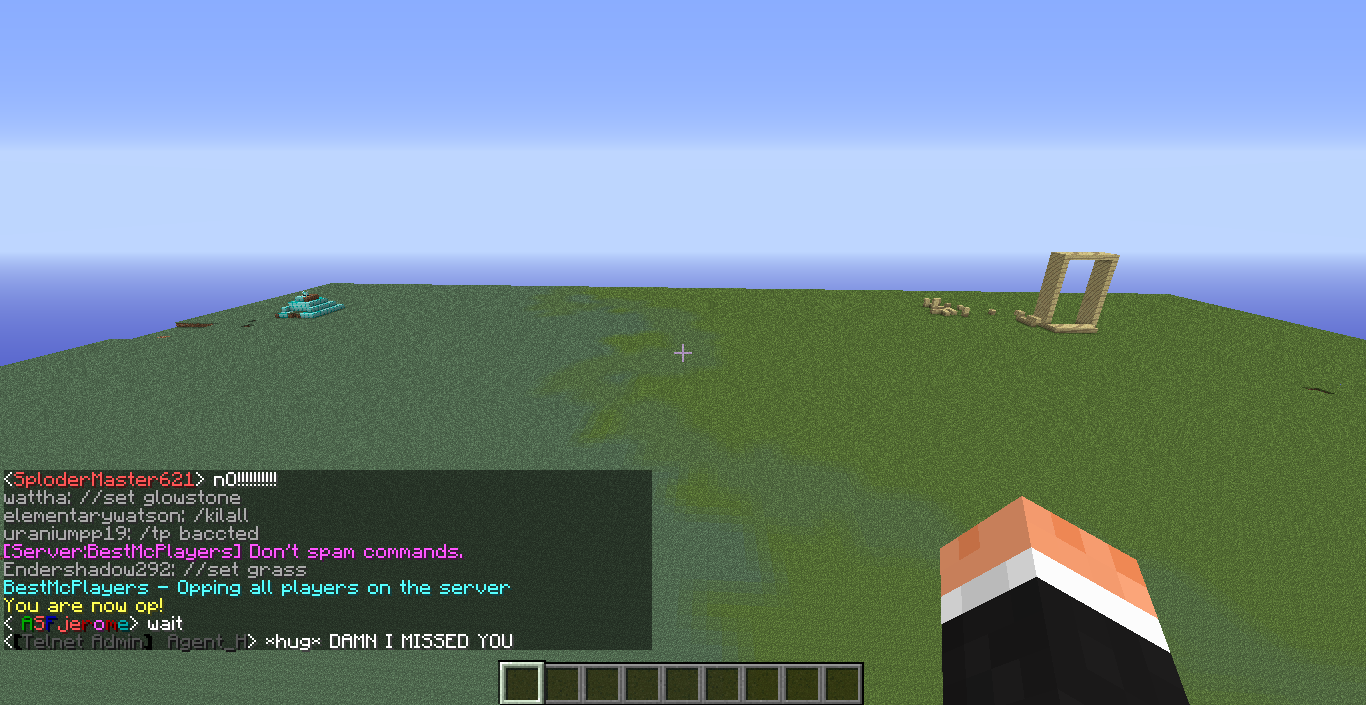 <SploderMaster621> nO!!!!!!!!!
wattha: //set glowstone
elementarywatson: /kilall
uraniumpp19: /tp baccted
[Server:BestMcPlayers] Don't spam commands.
Endershadow292: //set grass
BestMcPlayers - Opping all players on the server
You are now op!
< ASFjerome> wait
<[Telnet Admin] Agent_H> *hug* DAMN I MISSED YOU